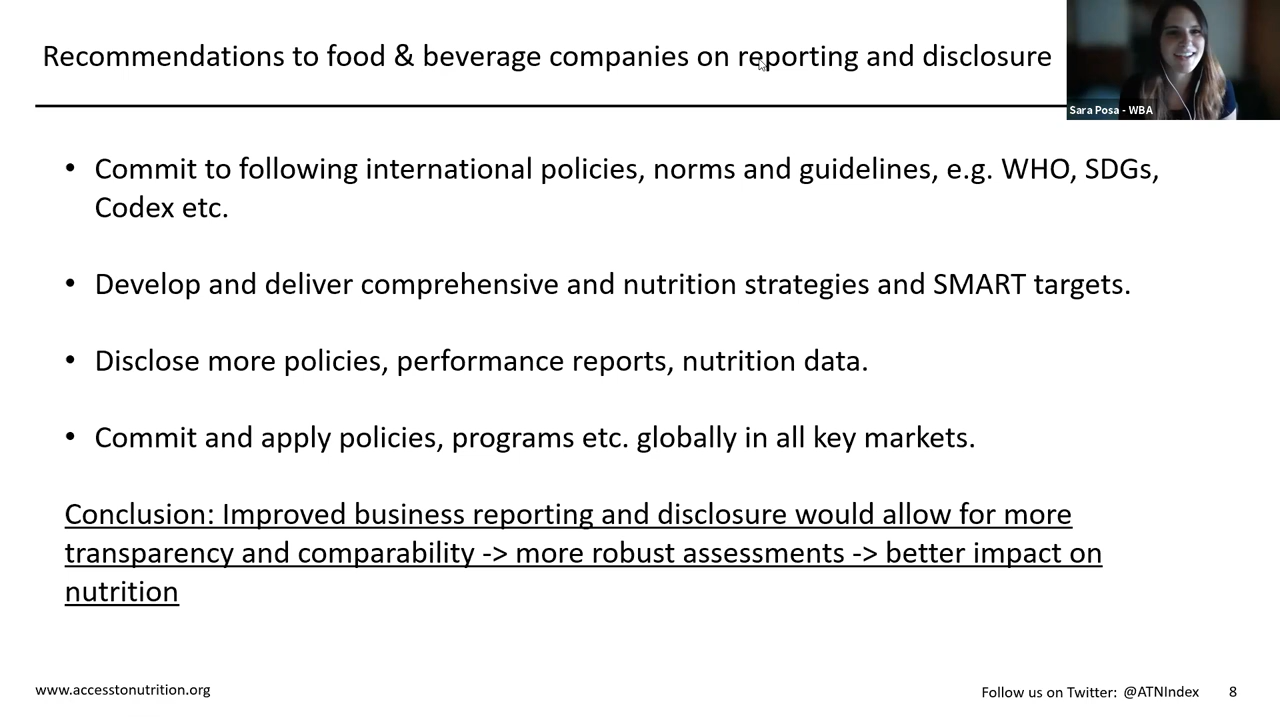 Recommendations to food & beverage companies on reporting and disclosure
Sara Posa - WBA
• Commit to following international policies, norms and guidelines, e.g. WHO, SDGs,
Codex etc.
• Develop and deliver comprehensive and nutrition strategies and SMART targets.
• Disclose more policies, performance reports, nutrition data.
• Commit and apply policies, programs etc. globally in all key markets.
Conclusion: Improved business reporting and disclosure would allow for more
transparency and comparability -> more robust assessments -> better impact on
nutrition
www.accesstonutrition.org
Follow us on Twitter: @ATNIndex
8